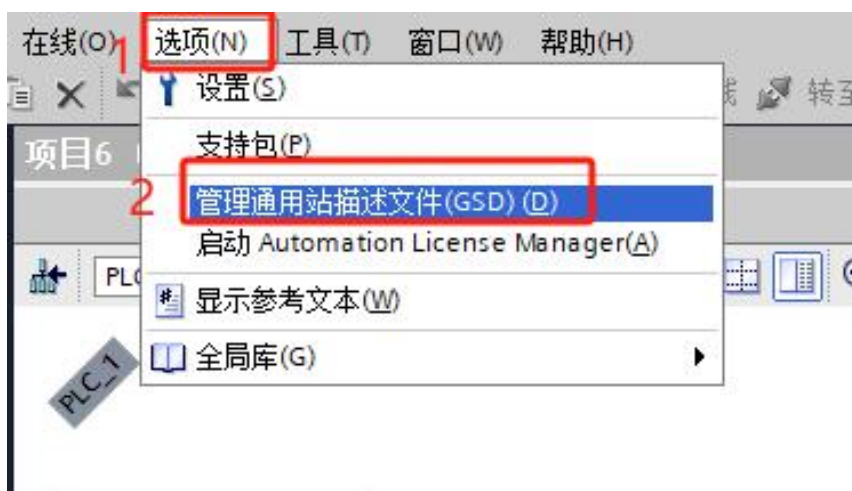 在线(O) 选项(N) 工具(T) 窗口(W) 帮助(H)
1
设置(S)
转至
项目6
支持包(P)
2
管理通用站描述文件(GSD) (D)
启动 Automation License Manager(A)
PLC
显示参考文本(W)
全局库(G)
PLC_1